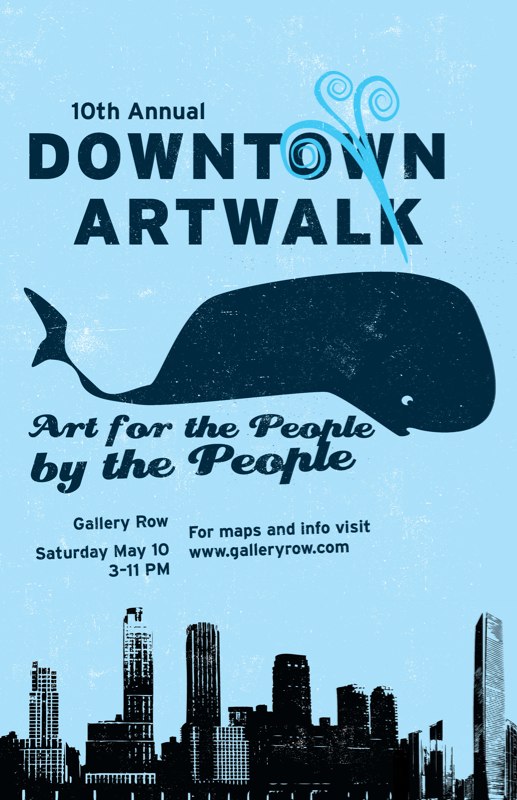 10th Annual
DOWNTOWN
ARTWALK
Art for the People
by the People
Gallery Row
Saturday May 10
3–11 PM
For maps and info visit
www.galleryrow.com